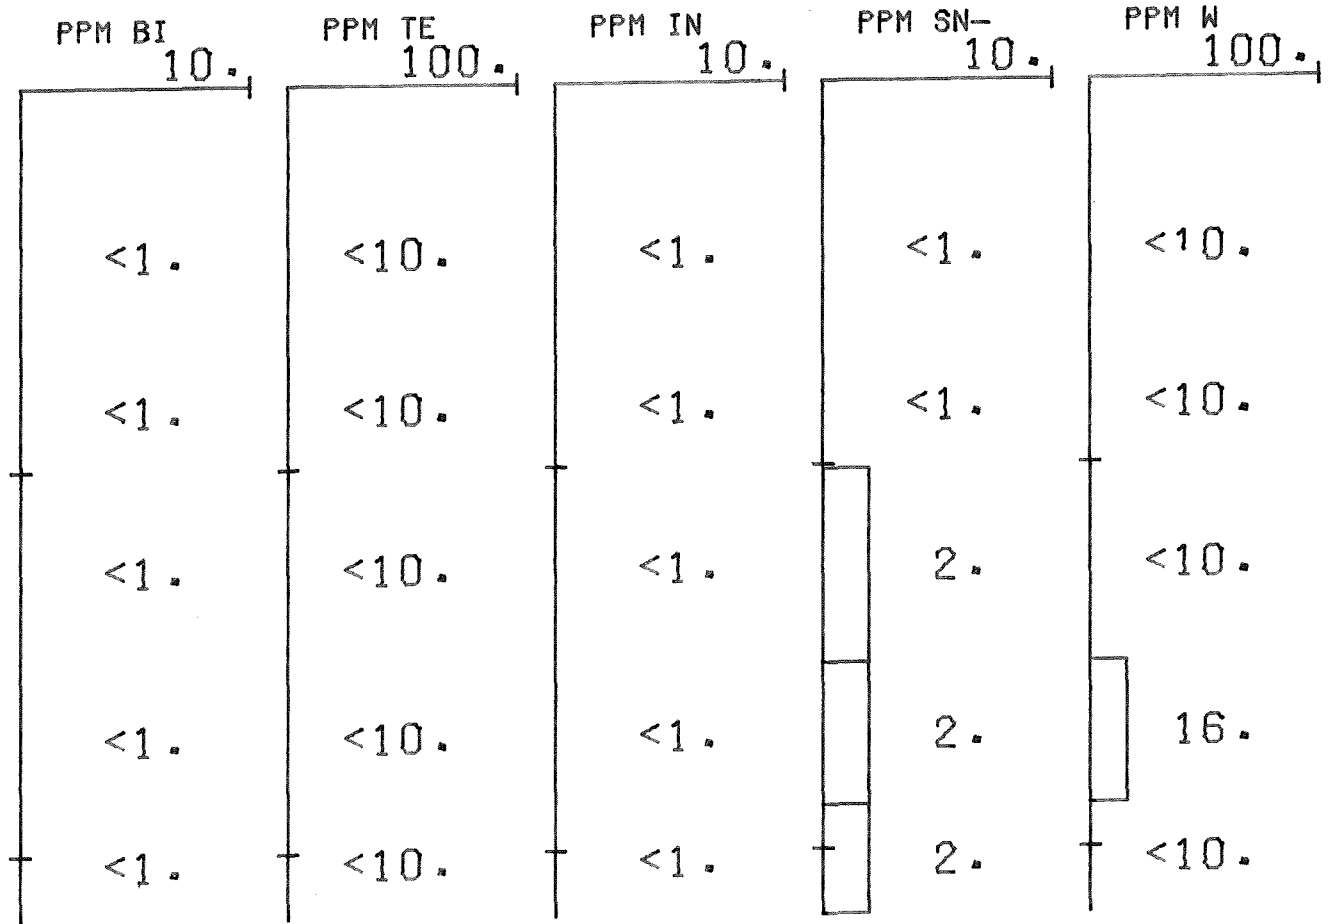 PPM BI PPM TE PPM IN PPM SN- PPM W
10. 100. 10. 10. 100.
<1. <10. <1. <1. <10.
<1. <10. <1. <1. <10.
<1. <10. <1. 2. <10.
<1. <10. <1. 2. 16.
<1. <10. <1. 2. <10.